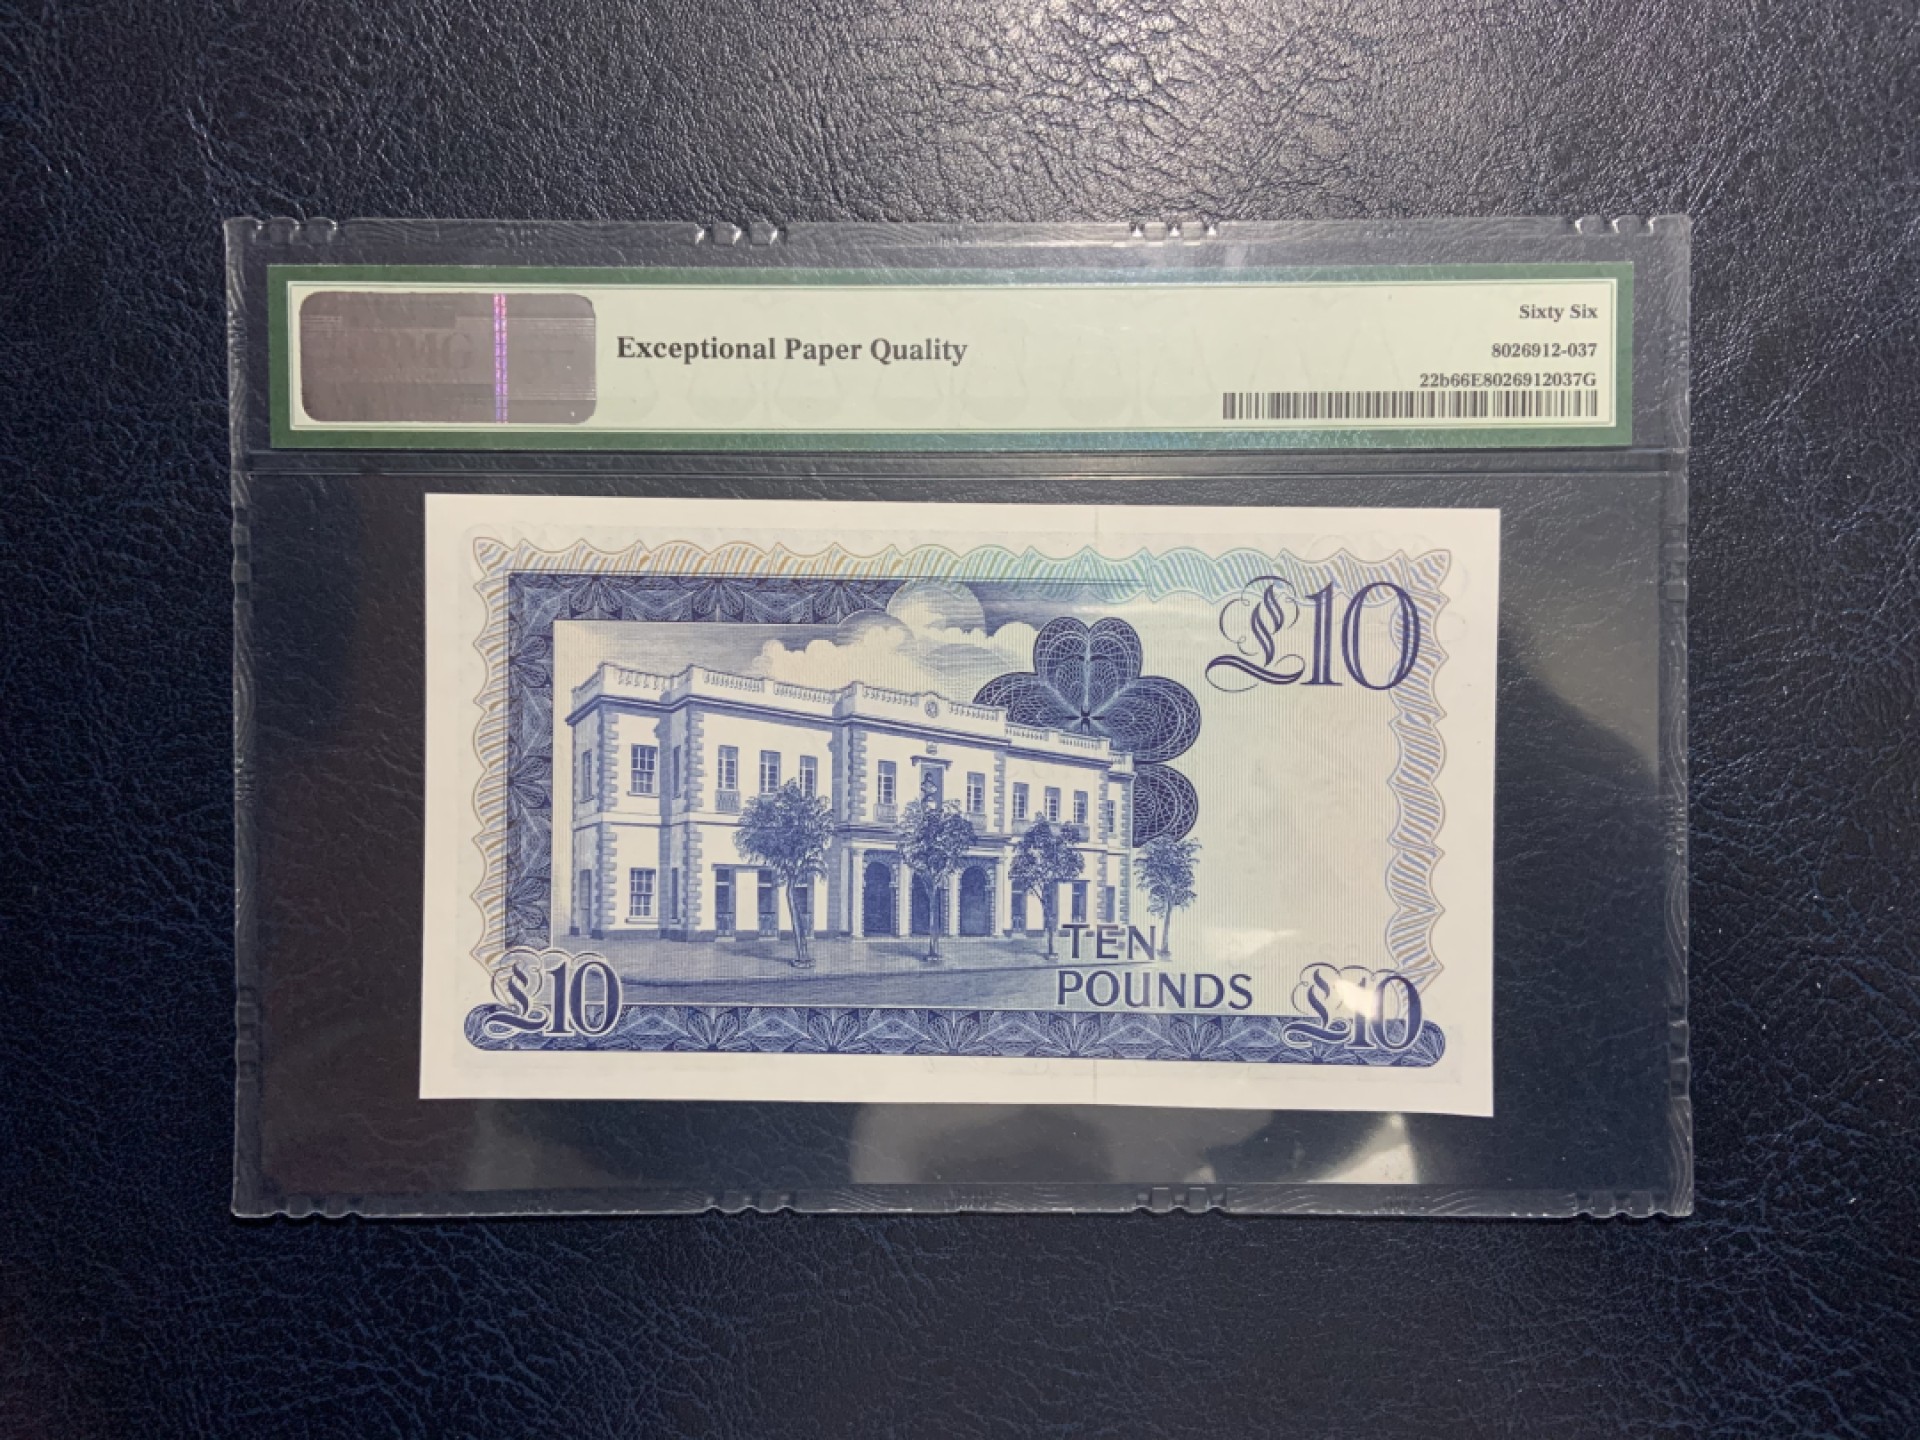 Sixty Six
Exceptional Paper Quality
8026912-037
22b66E8026912037G
£10
TEN
POUNDS
£10
£10